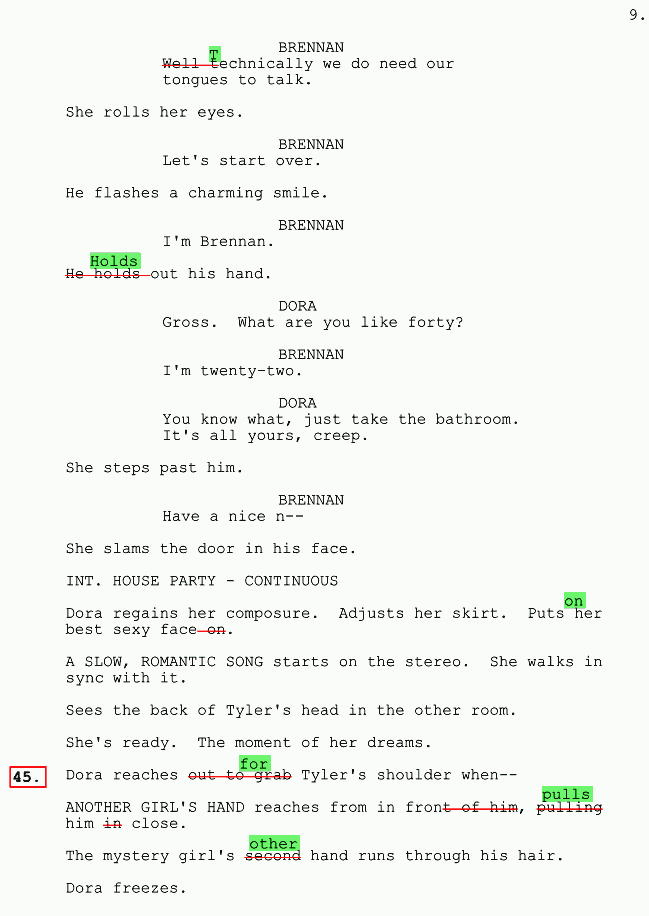 9.
BRENNAN
T
Well technically we do need our
tongues to talk.
She rolls her eyes.
BRENNAN
Let's start over.
He flashes a charming smile.
BRENNAN
I'm Brennan.
Holds
He holds out his hand.
DORA
Gross.  What are you like forty?
BRENNAN
I'm twenty-two.
DORA
You know what, just take the bathroom.
It's all yours, creep.
She steps past him.
BRENNAN
Have a nice n--
She slams the door in his face.
INT. HOUSE PARTY - CONTINUOUS
on
Dora regains her composure.  Adjusts her skirt.  Puts her
best sexy face on.
A SLOW, ROMANTIC SONG starts on the stereo.  She walks in
sync with it.
Sees the back of Tyler's head in the other room.
She's ready.  The moment of her dreams.
for
45. Dora reaches out to grab Tyler's shoulder when--
pulls
ANOTHER GIRL'S HAND reaches from in front of him, pulling
him in close.
other
The mystery girl's second hand runs through his hair.
Dora freezes.